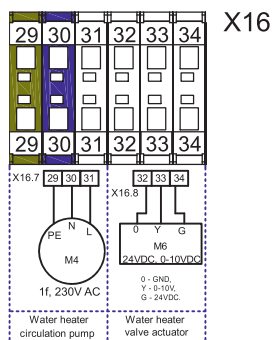 X16
29 30 31 32 33 34
29 30 31 32 33 34
X16.7 29 30 31
32 33 34
X16.8
PE N L
0 Y G
M4
M6
24VDC, 0-10VDC
1f, 230V AC
0 - GND,
Y - 0-10V,
G - 24VDC.
Water heater
circulation pump
Water heater
valve actuator